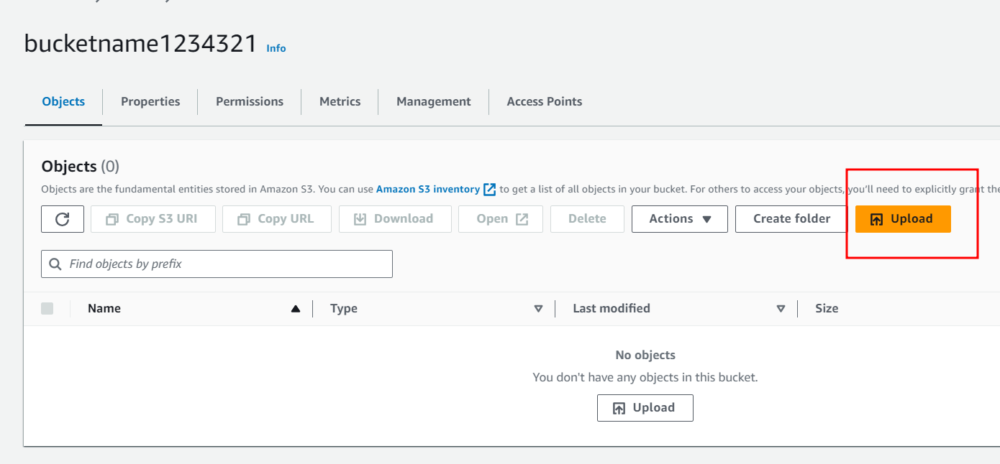 bucketname1234321 Info
Objects Properties Permissions Metrics Management Access Points
Objects (0)
Objects are the fundamental entities stored in Amazon S3. You can use Amazon S3 inventory to get a list of all objects in your bucket. For others to access your objects, you'll need to explicitly grant the
Copy S3 URI Copy URL Download Open Delete Actions Create folder Upload
Find objects by prefix
Name Type Last modified Size
No objects
You don't have any objects in this bucket.
Upload